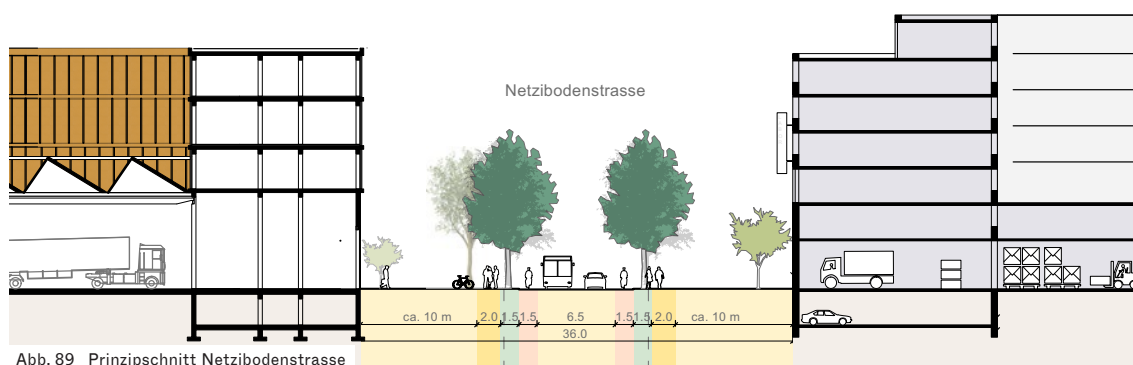 Netzibodenstrasse
ca. 10 m 2.0 1.5 1.5 6.5 1.5 1.5 2.0 ca. 10 m
36.0
Abb. 89 Prinzipschnitt Netzibodenstrasse